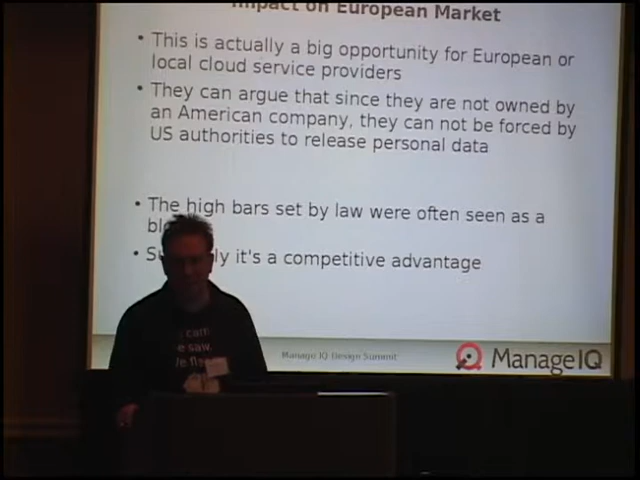 Impact on European Market
• This is actually a big opportunity for European or
local cloud service providers
• They can argue that since they are not owned by
an American company, they can not be forced by
US authorities to release personal data
• The high bars set by law were often seen as a
• it's a competitive advantage
Manage IQ Design Summit
ManageIQ
saw.